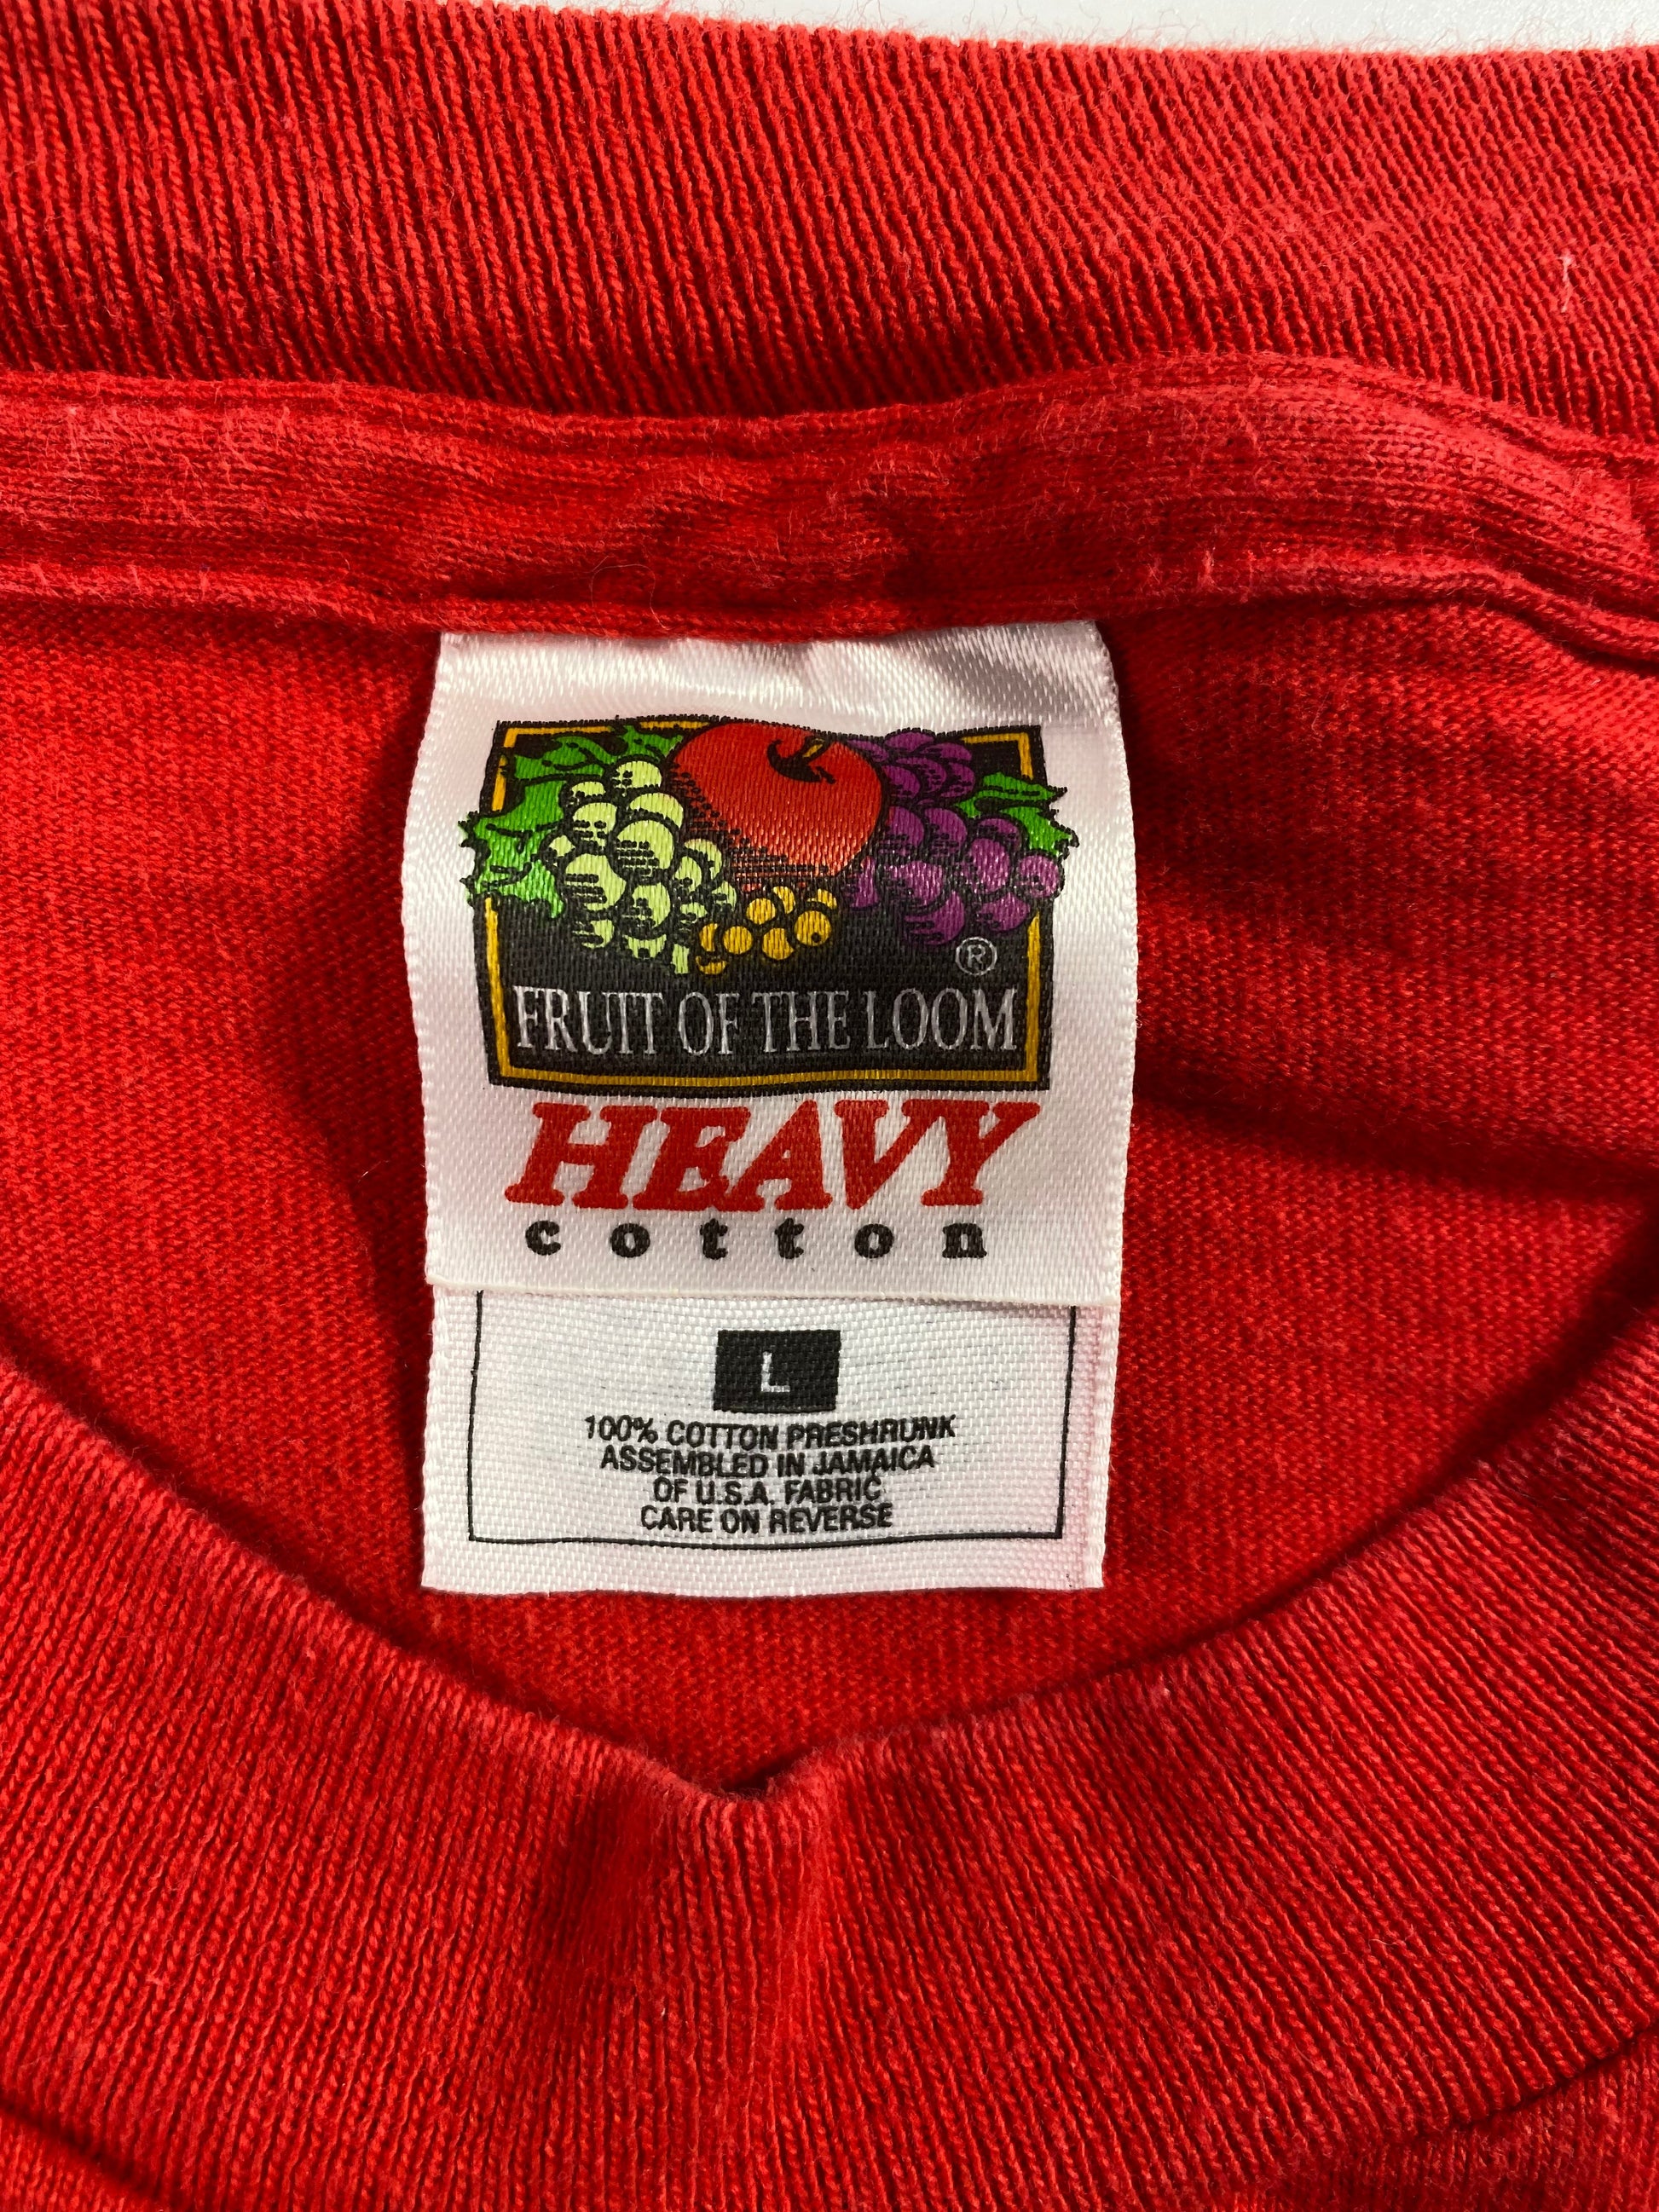 ®
FRUIT OF THE LOOM
HEAVY
cotton
L
100% COTTON PRESHRUNK
ASSEMBLED IN JAMAICA
OF U.S.A. FABRIC
CARE ON REVERSE